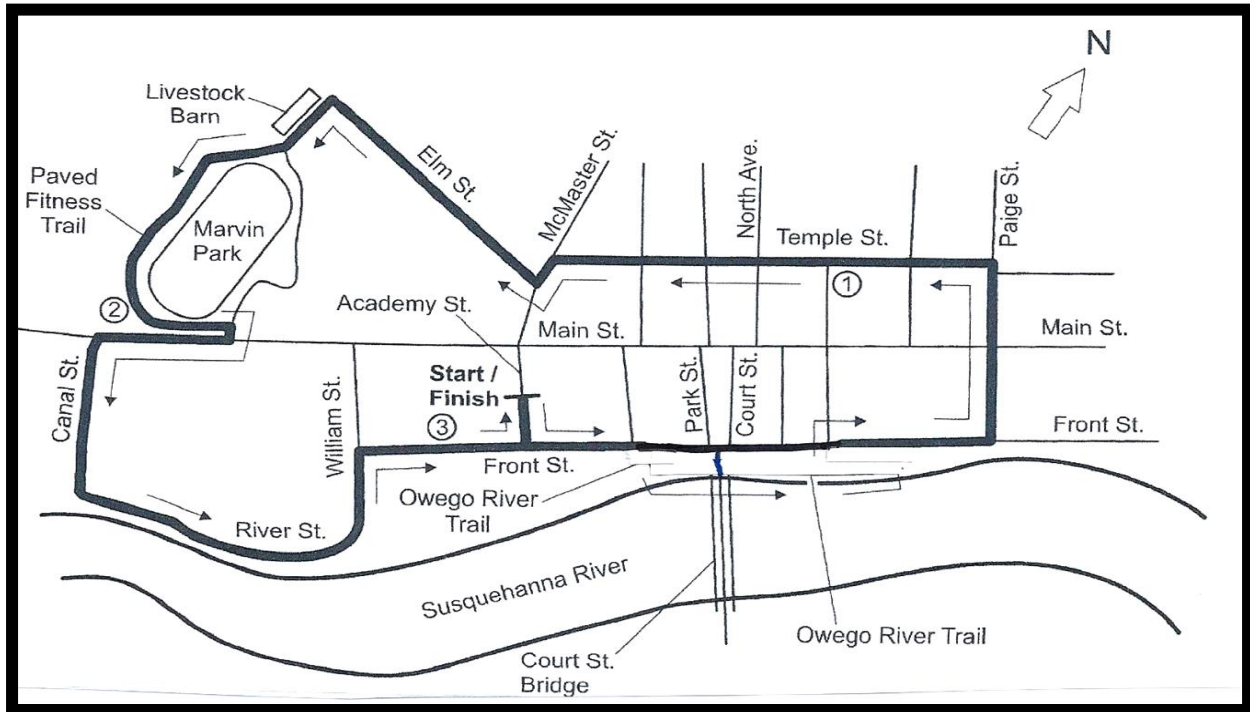 N
Livestock
Barn
Elm St.
McMaster St.
North Ave.
Paige St.
Paved
Fitness
Trail
Marvin
Park
Temple St.
1
2
Academy St.
Main St.
Main St.
Canal St.
William St.
Start /
Finish
Park St.
Court St.
3
Front St.
Front St.
Owego River
Trail
River St.
Susquehanna River
Owego River Trail
Court St.
Bridge